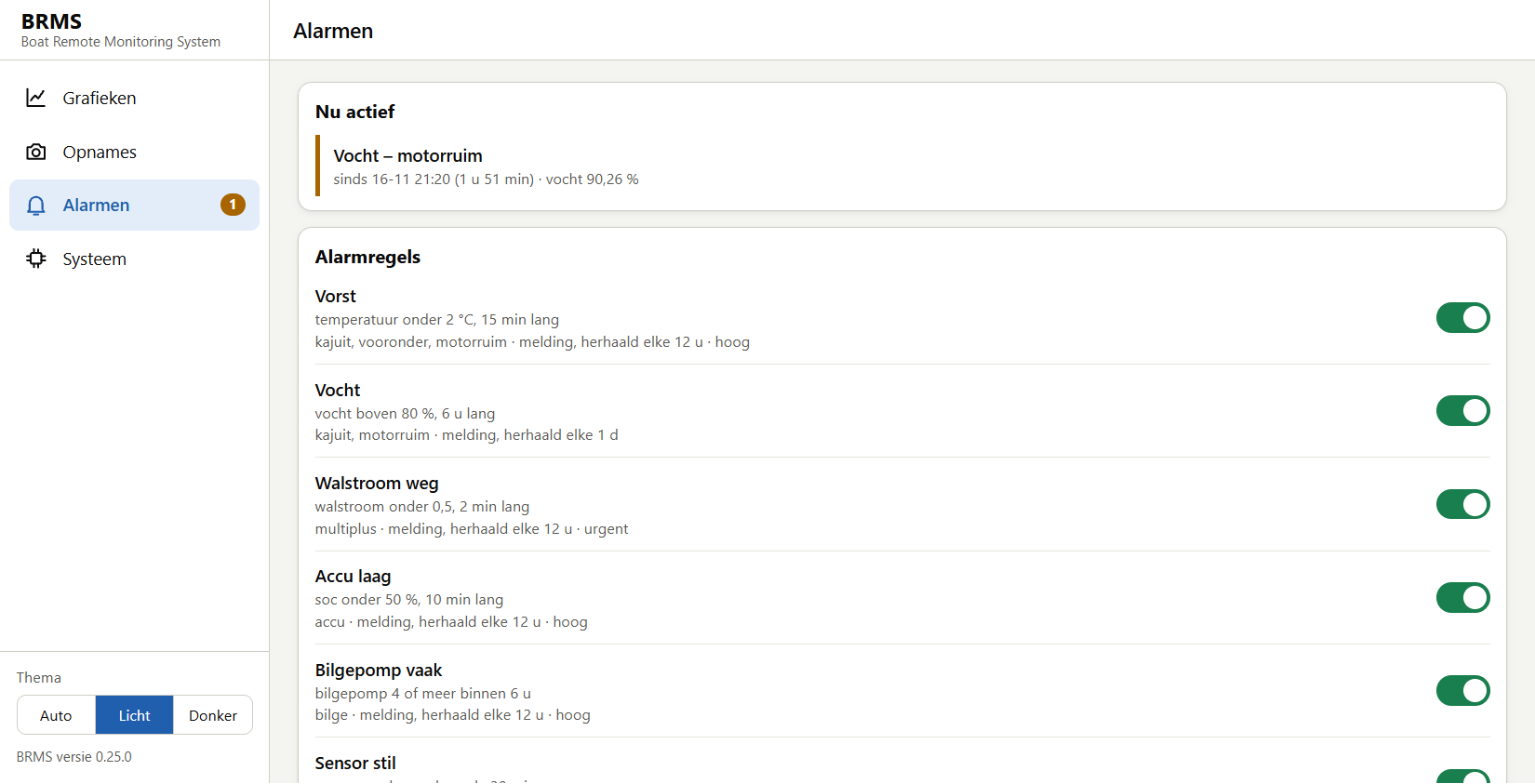 BRMS
Boat Remote Monitoring System
Grafieken
Opnames
Alarmen
1
Systeem
Thema
Auto
Licht
Donker
BRMS versie 0.25.0
Alarmen
Nu actief
Vocht – motorruim
sinds 16-11 21:20 (1 u 51 min) · vocht 90,26 %
Alarmregels
Vorst
temperatuur onder 2 °C, 15 min lang
kajuit, vooronder, motorruim · melding, herhaald elke 12 u · hoog
Vocht
vocht boven 80 %, 6 u lang
kajuit, motorruim · melding, herhaald elke 1 d
Walstroom weg
walstroom onder 0,5, 2 min lang
multiplus · melding, herhaald elke 12 u · urgent
Accu laag
soc onder 50 %, 10 min lang
accu · melding, herhaald elke 12 u · hoog
Bilgepomp vaak
bilgepomp 4 of meer binnen 6 u
bilge · melding, herhaald elke 12 u · hoog
Sensor stil